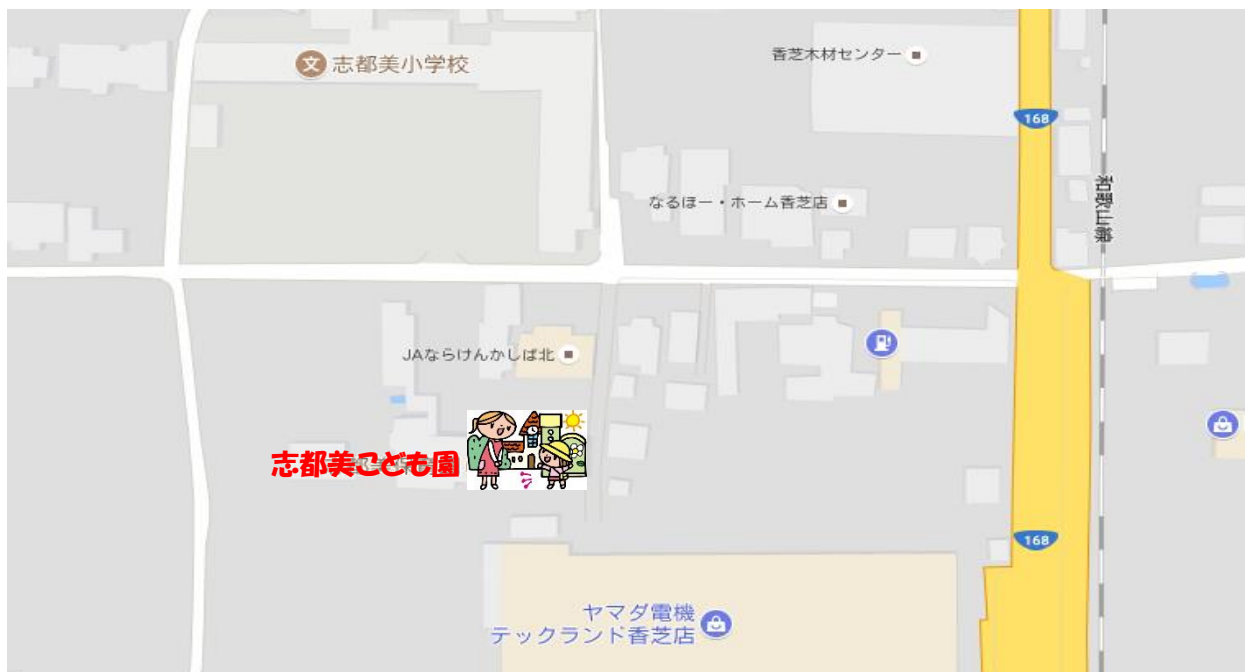 文
志都美小学校
香芝木材センター
168
なるほー・ホーム香芝店
和歌山線
JAならけんかしば北
志都美こども園
168
ヤマダ電機
テックランド香芝店